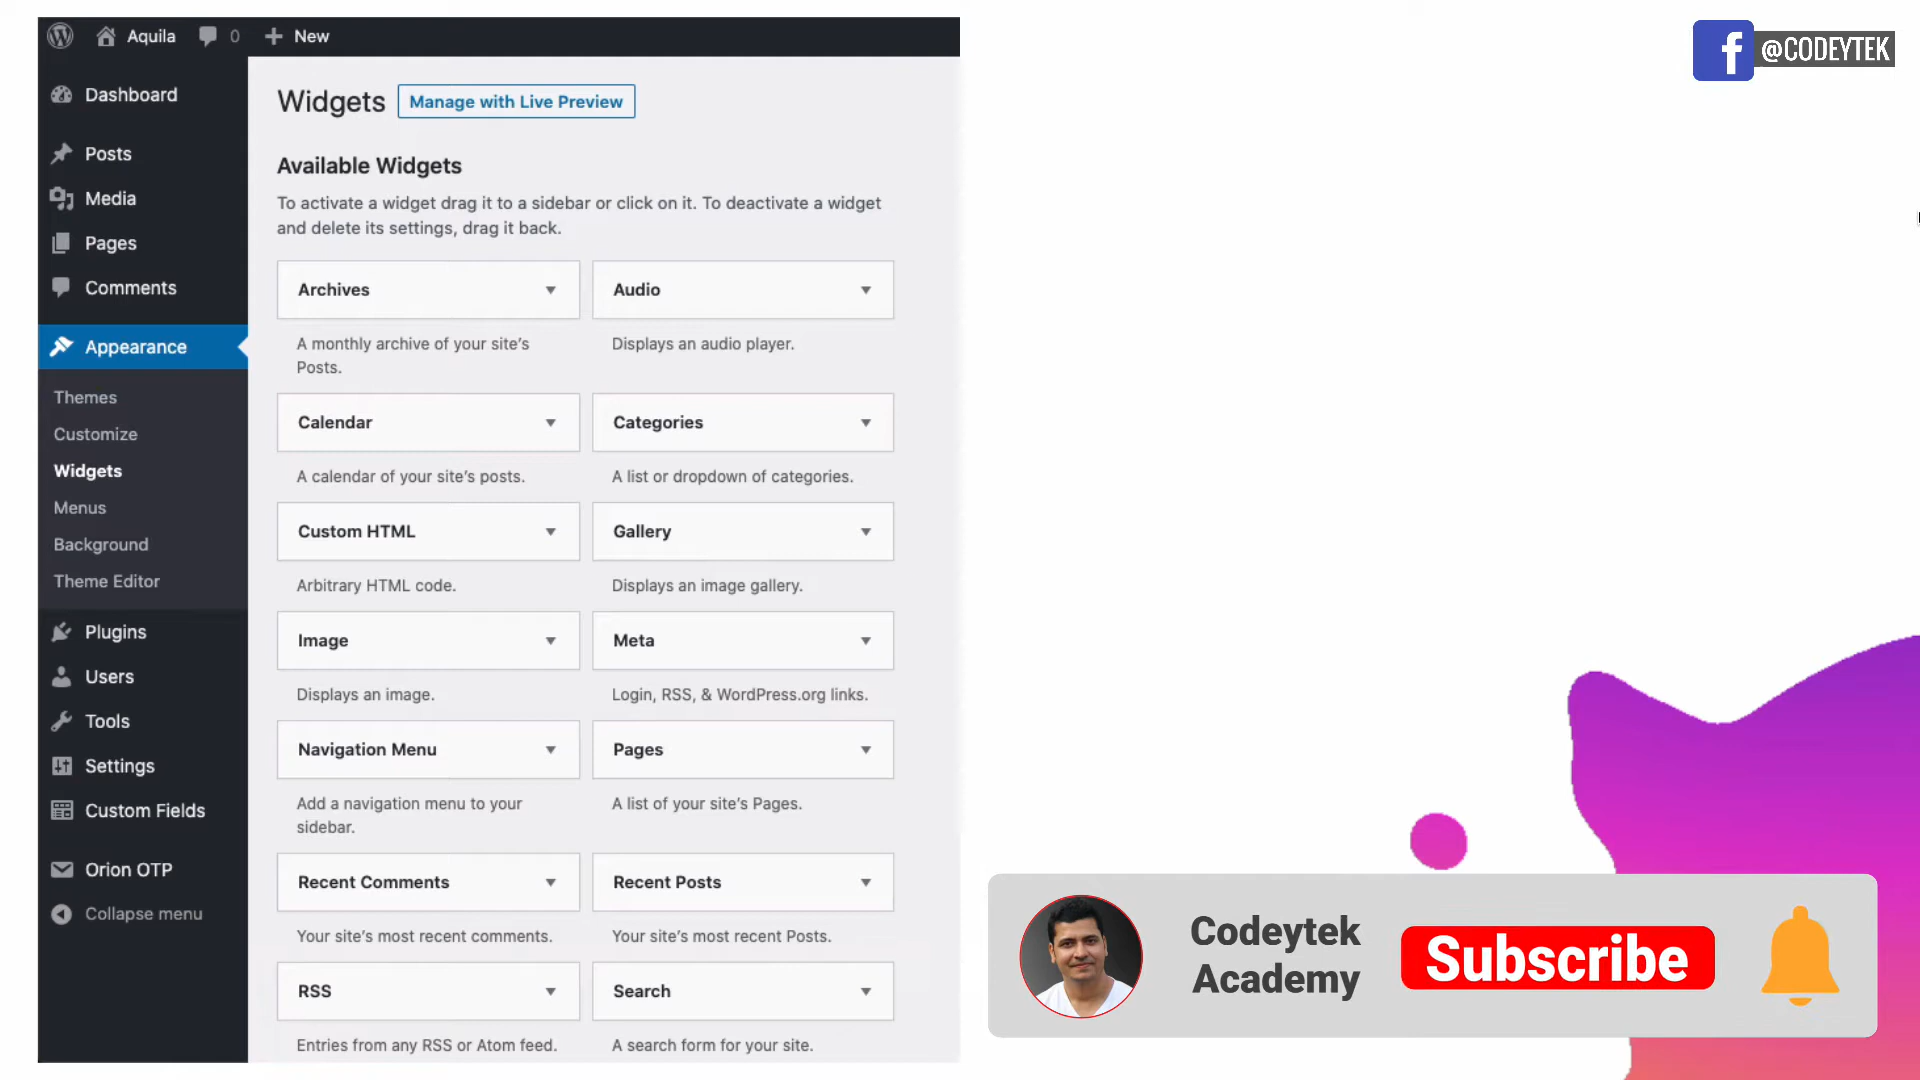 Aquila
0
New
@CODEYTEK
Dashboard
Posts
Media
Pages
Comments
Appearance
Themes
Customize
Widgets
Menus
Background
Theme Editor
Plugins
Users
Tools
Settings
Custom Fields
Orion OTP
Collapse menu
Widgets
Manage with Live Preview
Available Widgets
To activate a widget drag it to a sidebar or click on it. To deactivate a widget
and delete its settings, drag it back.
Archives
A monthly archive of your site’s
Posts.
Audio
Displays an audio player.
Calendar
A calendar of your site’s posts.
Categories
A list or dropdown of categories.
Custom HTML
Arbitrary HTML code.
Gallery
Displays an image gallery.
Image
Displays an image.
Meta
Login, RSS, & WordPress.org links.
Navigation Menu
Add a navigation menu to your
sidebar.
Pages
A list of your site’s Pages.
Recent Comments
Your site’s most recent comments.
Recent Posts
Your site’s most recent Posts.
RSS
Entries from any RSS or Atom feed.
Search
A search form for your site.
Codeytek
Academy
Subscribe